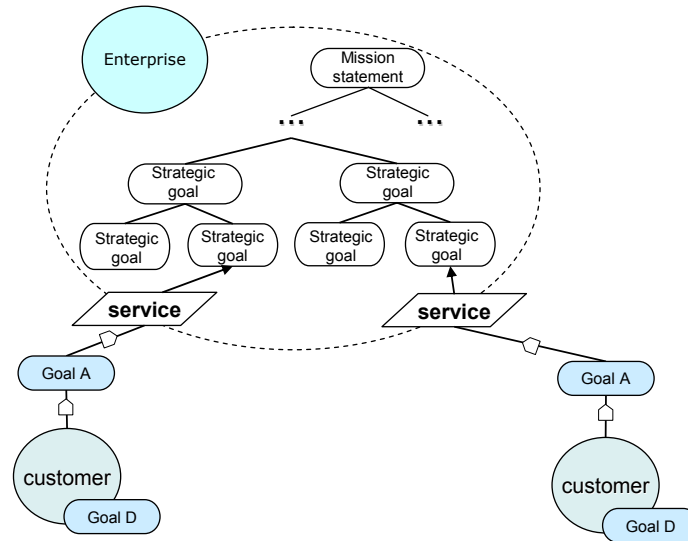 Enterprise
Mission
statement
...
...
Strategic
goal
Strategic
goal
Strategic
goal
Strategic
goal
Strategic
goal
Strategic
goal
service
service
Goal A
Goal A
customer
customer
Goal D
Goal D